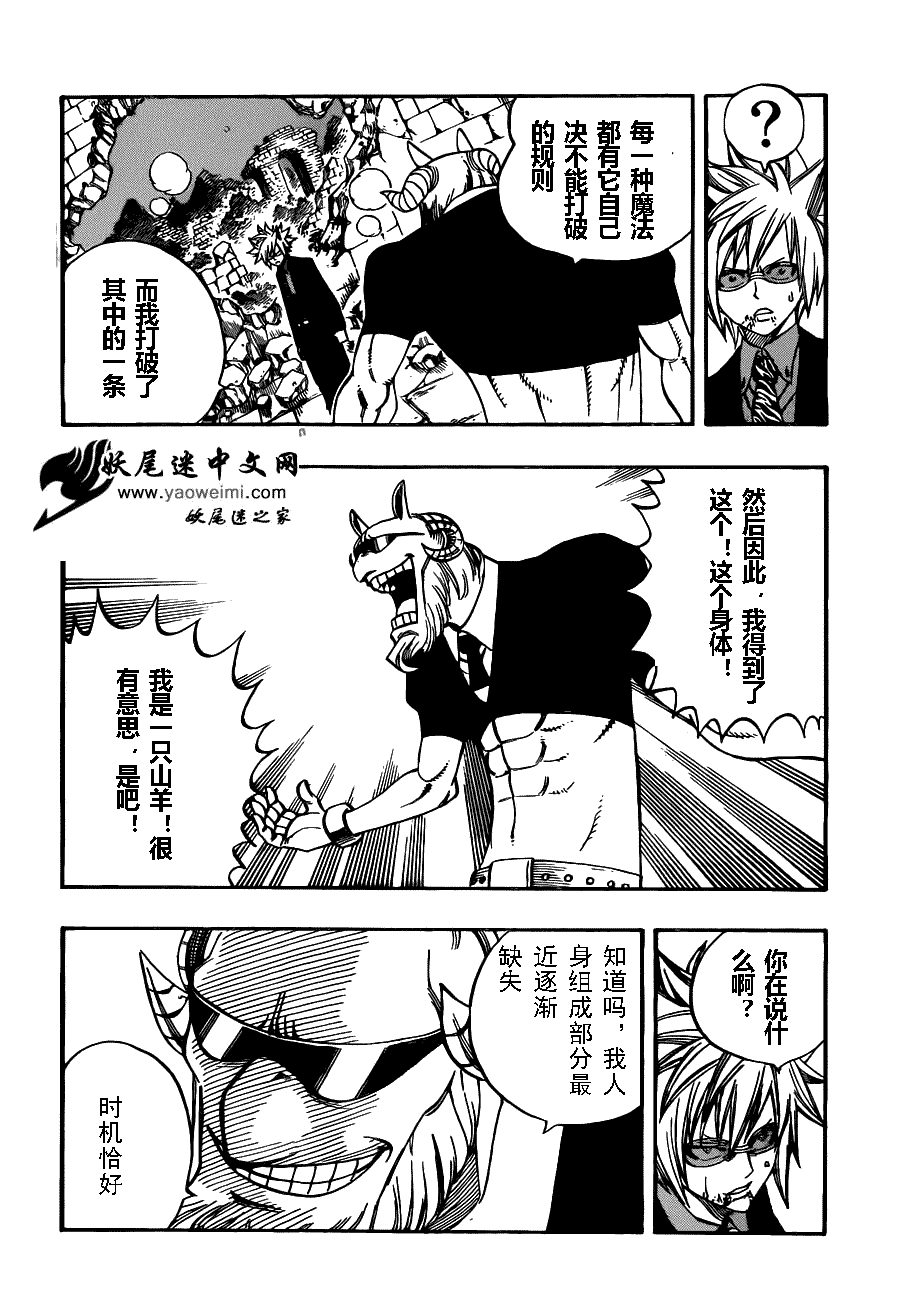 ?
每一种魔法
都有它自己
决不能打破
的规则
而我打破了
其中的一条
妖尾迷中文网
www.yaoweimi.com
妖尾迷之家
然后因此，我得到了
这个！这个身体！
我是一只山羊！很
有意思，是吧！
你在说什
么啊？
知道吗，我人
身组成部分最
近逐渐
缺失
时机恰好